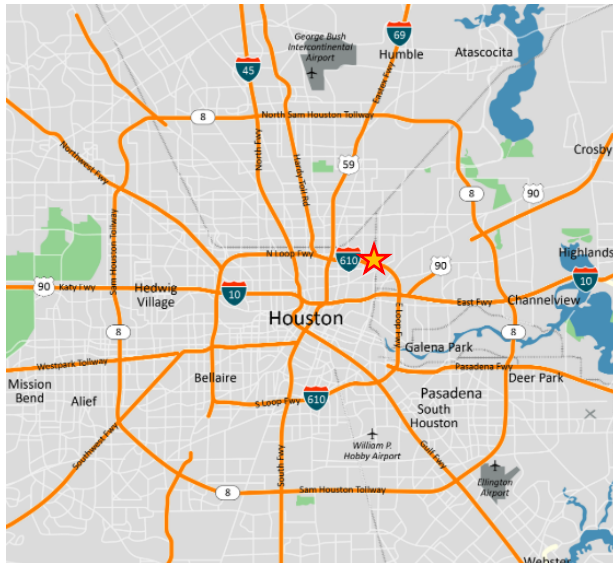 George Bush
Intercontinental
Airport
69
Humble
Atascocita
45
Eastex Fwy
8
North Sam Houston Tollway
Northwest Fwy
North Fwy
Hardy Toll Rd
59
Crosby
8
90
Sam Houston Tollway
N Loop Fwy
610
90
Highlands
90
Katy Fwy
Hedwig
Village
10
10
East Fwy
Channelview
Houston
E Loop Fwy
8
8
Galena Park
Westpark Tollway
Pasadena Fwy
Mission
Bend
Alief
Bellaire
Deer Park
610
S Loop Fwy
Pasadena
South
Houston
Southwest Fwy
South Fwy
William P.
Hobby Airport
Gulf Fwy
Ellington
Airport
8
Sam Houston Tollway
Webster